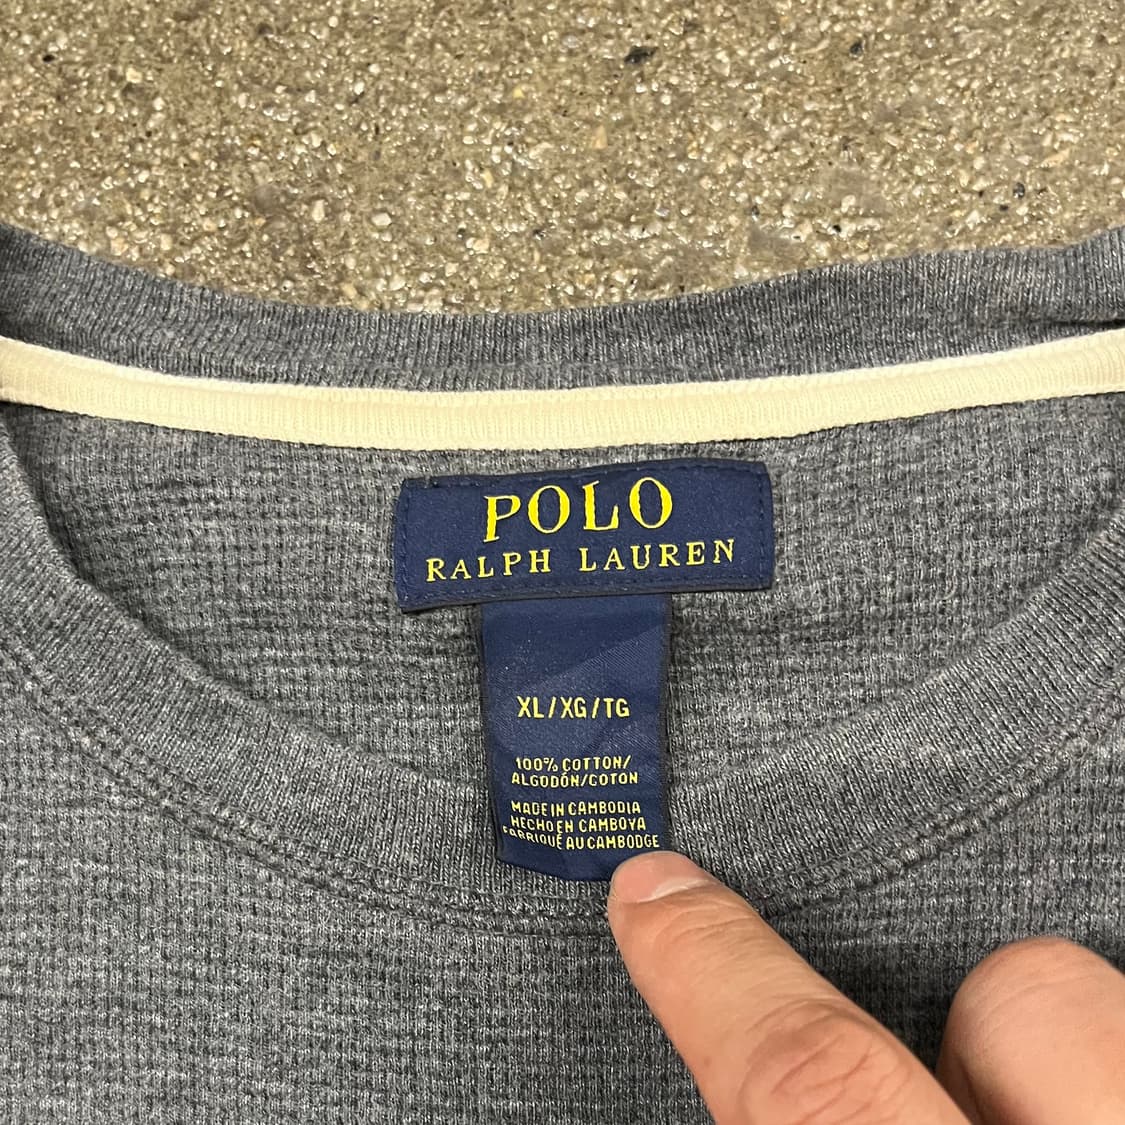 POLO
RALPH LAUREN
XL/XG/TG
100% COTTON/
ALGODÓN/COTON
MADE IN CAMBODIA
HECHO EN CAMBOYA
FABRIQUÉ AU CAMBODGE